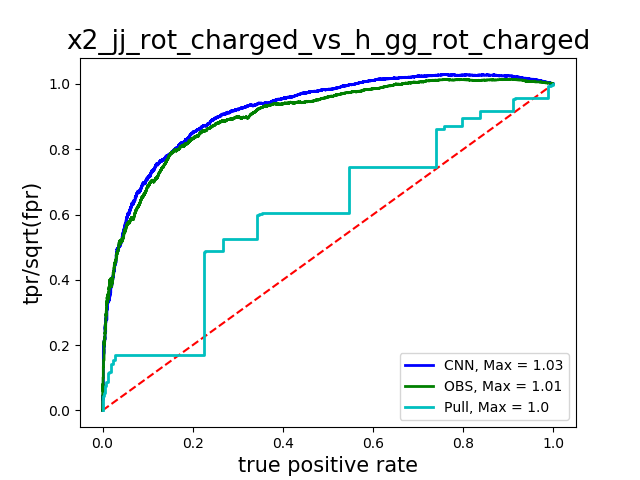 x2_jj_rot_charged_vs_h_gg_rot_charged
tpr/sqrt(fpr)
1.0
0.8
0.6
0.4
0.2
0.0
CNN, Max = 1.03
OBS, Max = 1.01
Pull, Max = 1.0
0.0 0.2 0.4 0.6 0.8 1.0
true positive rate